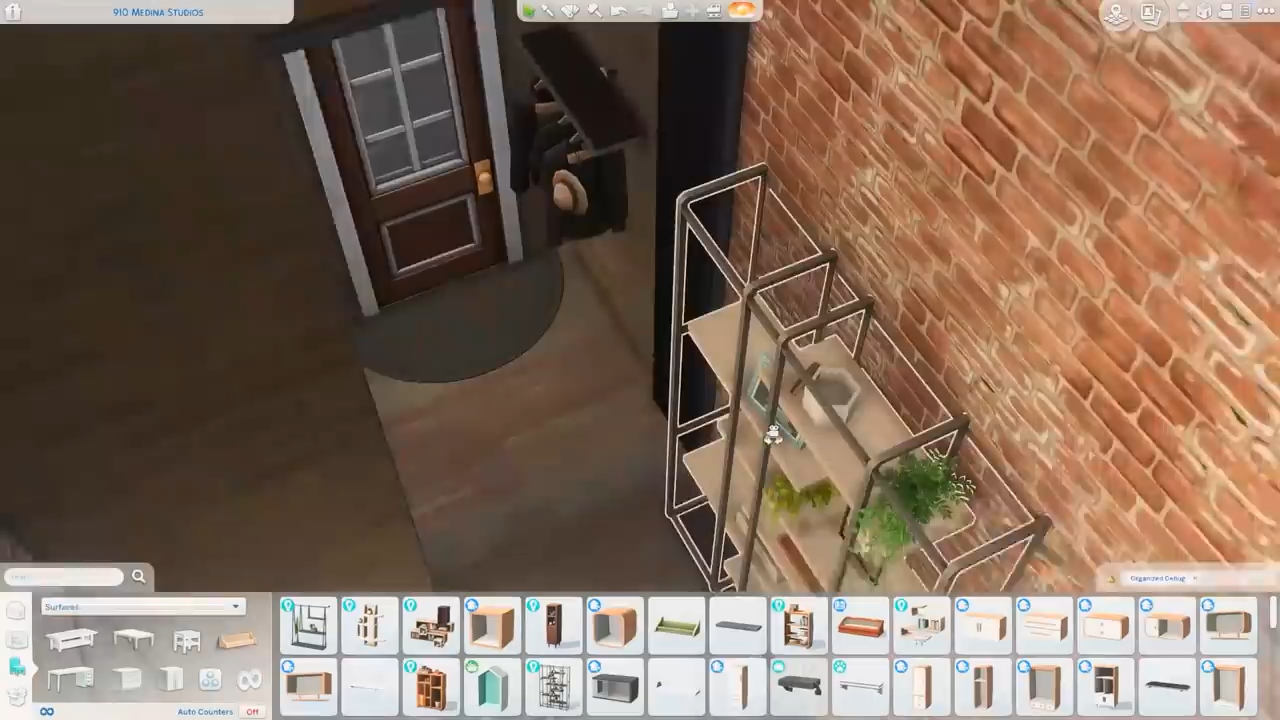 910 Medina Studios
Organized Debug
Surfaces
Auto Counters Off